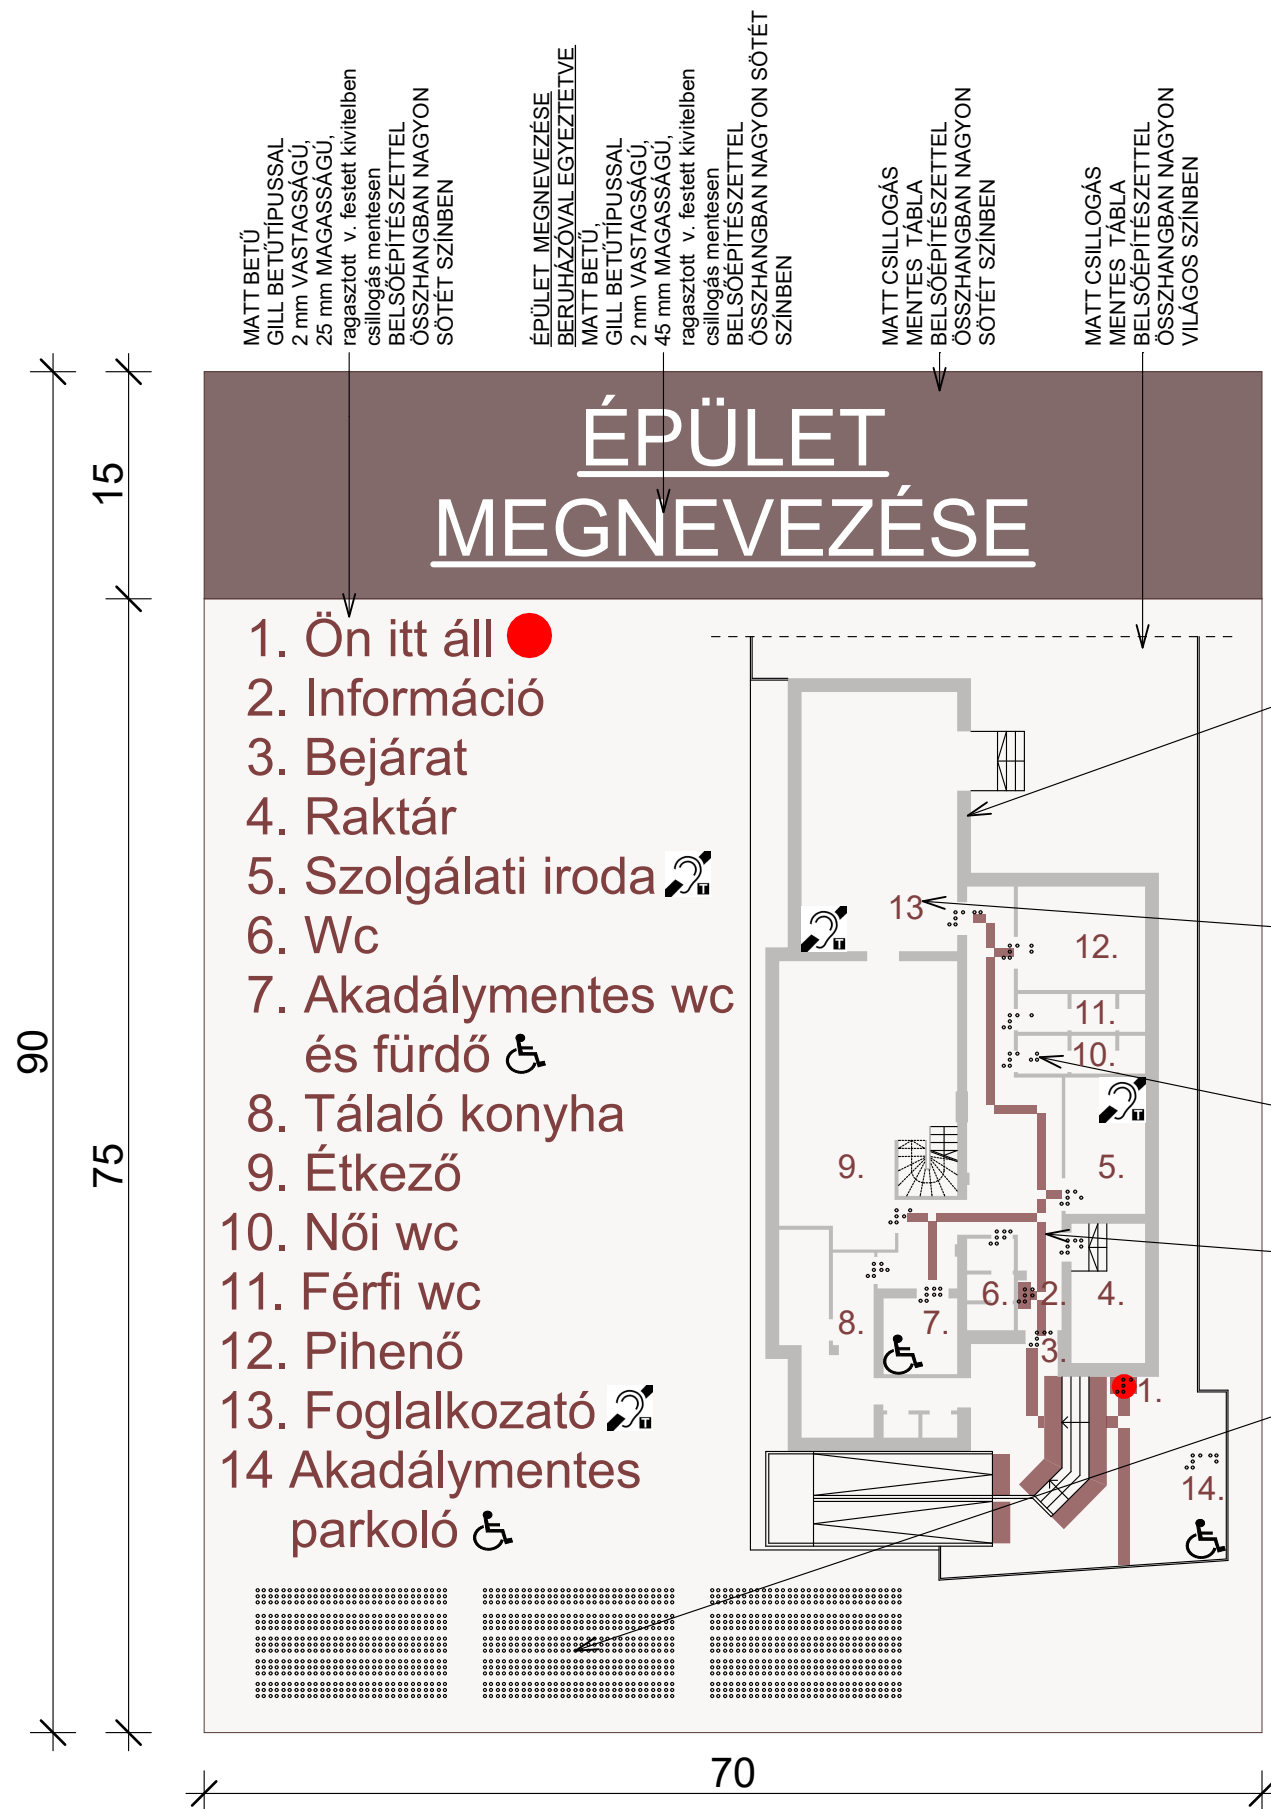 MATT BETŰ
GILL BETŰTÍPUSSAL
2 mm VASTAGSÁGÚ,
25 mm MAGASSÁGÚ,
ragasztott v. festett kivitelben
csillogás mentesen
BELSŐÉPÍTÉSZETTEL
ÖSSZHANGBAN NAGYON
SÖTÉT SZÍNBEN
ÉPÜLET MEGNEVEZÉSE
BERUHÁZÓVAL EGYEZTETVE
MATT BETŰ,
GILL BETŰTÍPUSSAL
2 mm VASTAGSÁGÚ,
45 mm MAGASSÁGÚ,
ragasztott v. festett kivitelben
csillogás mentesen
BELSŐÉPÍTÉSZETTEL
ÖSSZHANGBAN NAGYON SÖTÉT
SZÍNBEN
MATT CSILLOGÁS
MENTES TÁBLA
BELSŐÉPÍTÉSZETTEL
ÖSSZHANGBAN NAGYON
SÖTÉT SZÍNBEN
MATT CSILLOGÁS
MENTES TÁBLA
BELSŐÉPÍTÉSZETTEL
ÖSSZHANGBAN NAGYON
VILÁGOS SZÍNBEN
15
90
75
70
ÉPÜLET
MEGNEVEZÉSE
1. Ön itt áll
2. Információ
3. Bejárat
4. Raktár
5. Szolgálati iroda
6. Wc
7. Akadálymentes wc
és fürdő
8. Tálaló konyha
9. Étkező
10. Női wc
11. Férfi wc
12. Pihenő
13. Foglalkozató
14 Akadálymentes
parkoló
13
12.
11.
10.
9.
5.
8.
7.
6.
2.
4.
3.
1.
14.
T
T
T
T